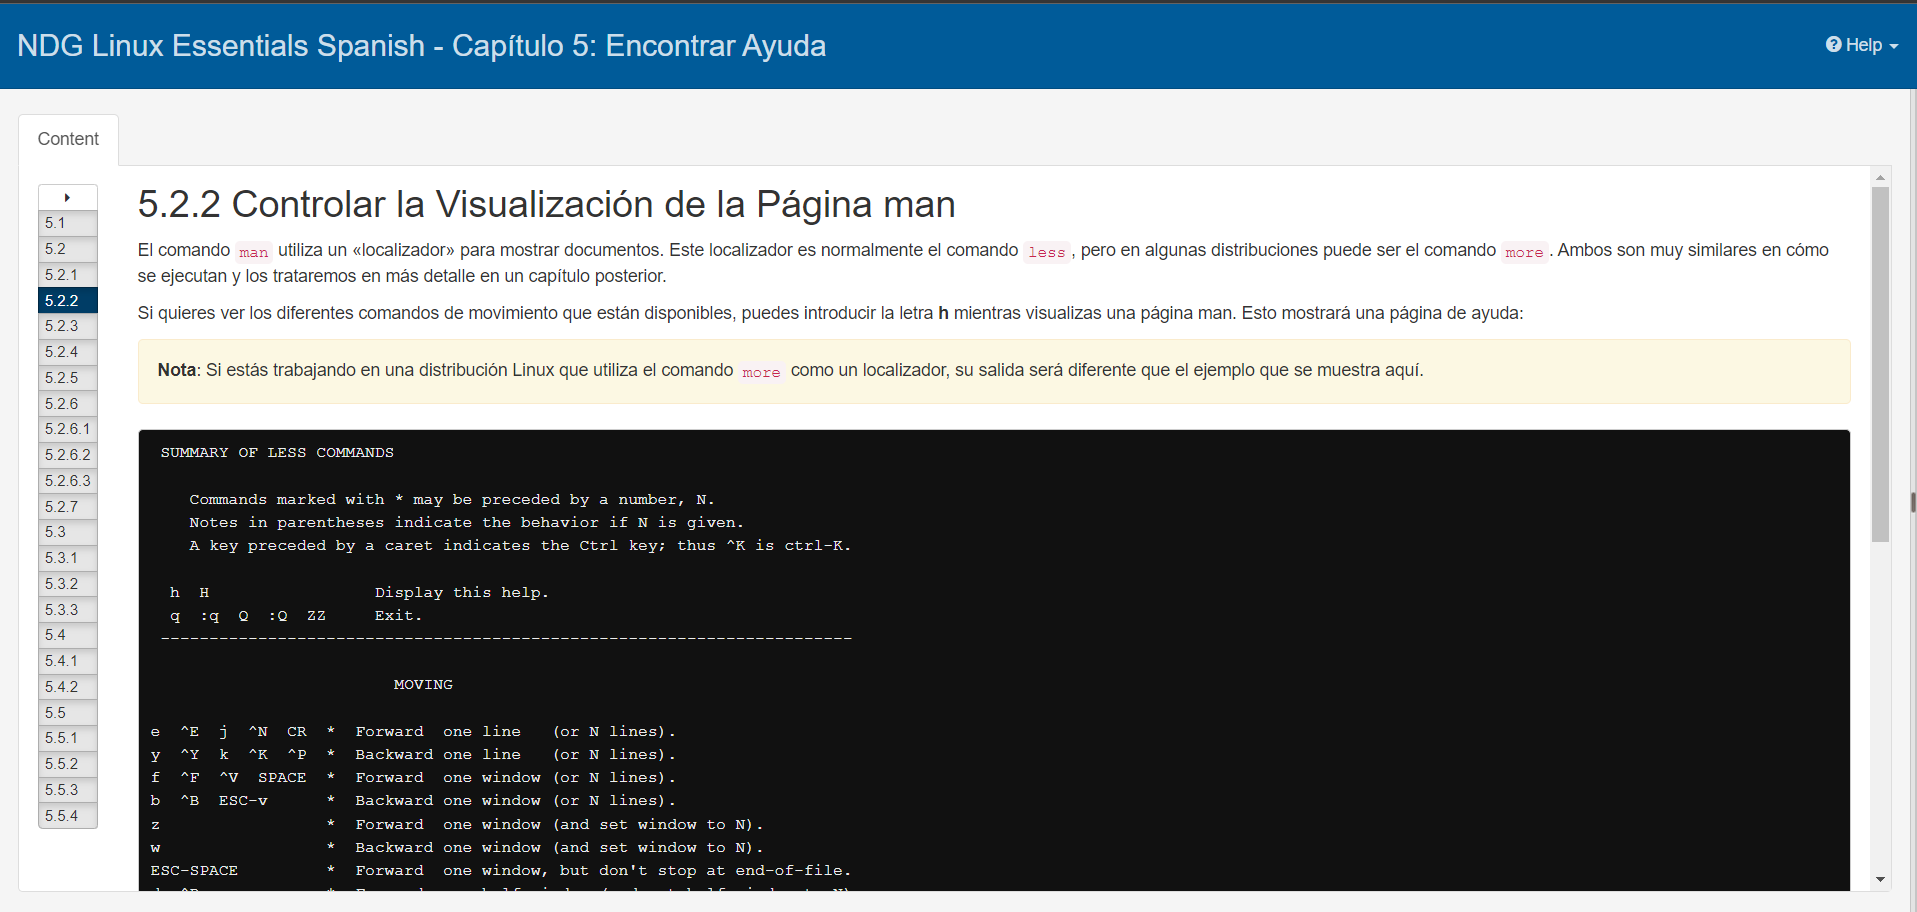 NDG Linux Essentials Spanish - Capítulo 5: Encontrar Ayuda
Help
Content
5.1
5.2
5.2.1
5.2.2
5.2.3
5.2.4
5.2.5
5.2.6
5.2.6.1
5.2.6.2
5.2.6.3
5.2.7
5.3
5.3.1
5.3.2
5.3.3
5.4
5.4.1
5.4.2
5.5
5.5.1
5.5.2
5.5.3
5.5.4
5.2.2 Controlar la Visualización de la Página man
El comando man utiliza un «localizador» para mostrar documentos. Este localizador es normalmente el comando less, pero en algunas distribuciones puede ser el comando more. Ambos son muy similares en cómo
se ejecutan y los trataremos en más detalle en un capítulo posterior.
Si quieres ver los diferentes comandos de movimiento que están disponibles, puedes introducir la letra h mientras visualizas una página man. Esto mostrará una página de ayuda:
Nota: Si estás trabajando en una distribución Linux que utiliza el comando more como un localizador, su salida será diferente que el ejemplo que se muestra aquí.
SUMMARY OF LESS COMMANDS
Commands marked with * may be preceded by a number, N.
Notes in parentheses indicate the behavior if N is given.
A key preceded by a caret indicates the Ctrl key; thus ^K is ctrl-K.
h  H                 Display this help.
q  :q  Q  :Q  ZZ     Exit.
-----------------------------------------------------------------------
MOVING
e  ^E  j  ^N  CR  *  Forward  one line   (or N lines).
y  ^Y  k  ^K  ^P  *  Backward one line   (or N lines).
f  ^F  ^V  SPACE  *  Forward  one window (or N lines).
b  ^B  ESC-v      *  Backward one window (or N lines).
z                 *  Forward  one window (and set window to N).
w                 *  Backward one window (and set window to N).
ESC-SPACE         *  Forward  one window, but don't stop at end-of-file.